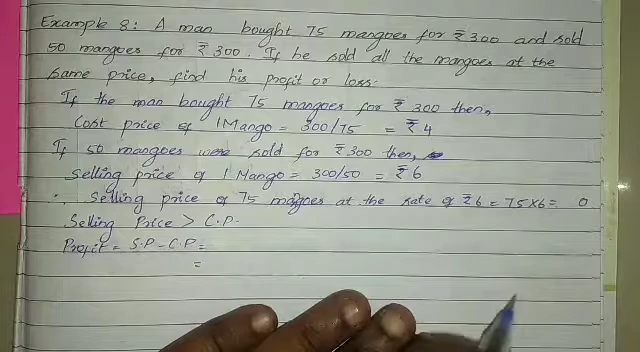 Example 8: A man bought 75 mangoes for ₹300 and sold
50 mangoes for ₹300. If he sold all the mangoes at the
same price, find his profit or loss.
If the man bought 75 mangoes for ₹300 then,
Cost price of 1 Mango = 300/75 = ₹4
If 50 mangoes were sold for ₹300 then,
Selling price of 1 Mango = 300/50 = ₹6
∴ Selling price of 75 mangoes at the rate of ₹6 = 75×6= 0
Selling Price > C.P.
Profit = S.P - C.P =
=